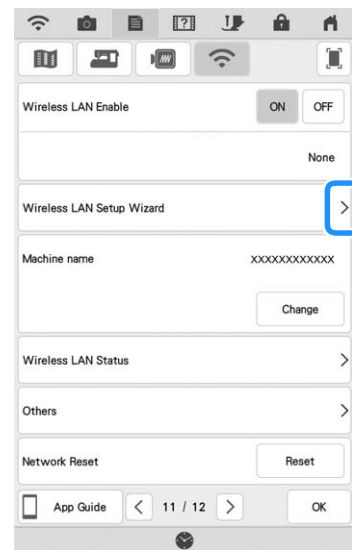 Wireless LAN Enable ON OFF
None
Wireless LAN Setup Wizard >
Machine name XXXXXXXXXXXX
Change
Wireless LAN Status >
Others >
Network Reset Reset
App Guide < 11 / 12 > OK